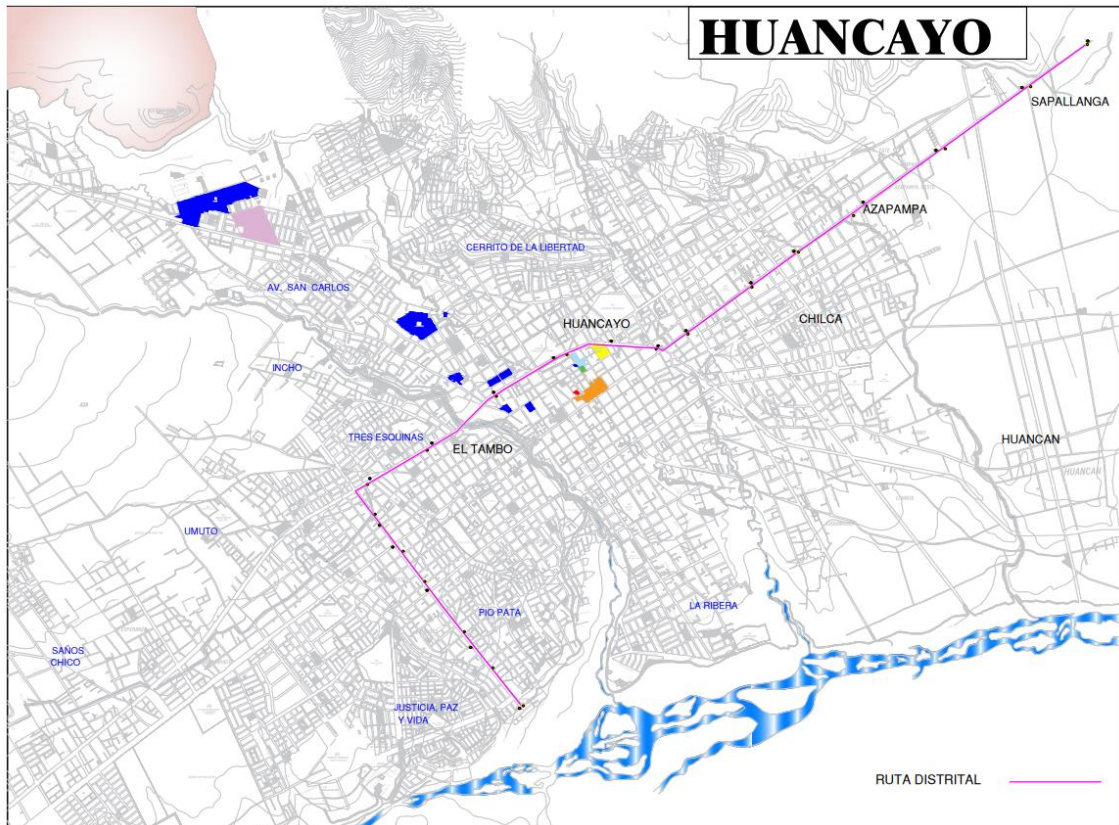 HUANCAYO
SAPALLANGA
AZAPAMPA
CERRITO DE LA LIBERTAD
AV. SAN CARLOS
HUANCAYO
CHILCA
INCHO
TRES ESQUINAS
EL TAMBO
HUANCAN
HUANCAN
UMUTO
PIO PATA
LA RIBERA
SAÑOS
CHICO
JUSTICIA, PAZ
Y VIDA
RUTA DISTRITAL